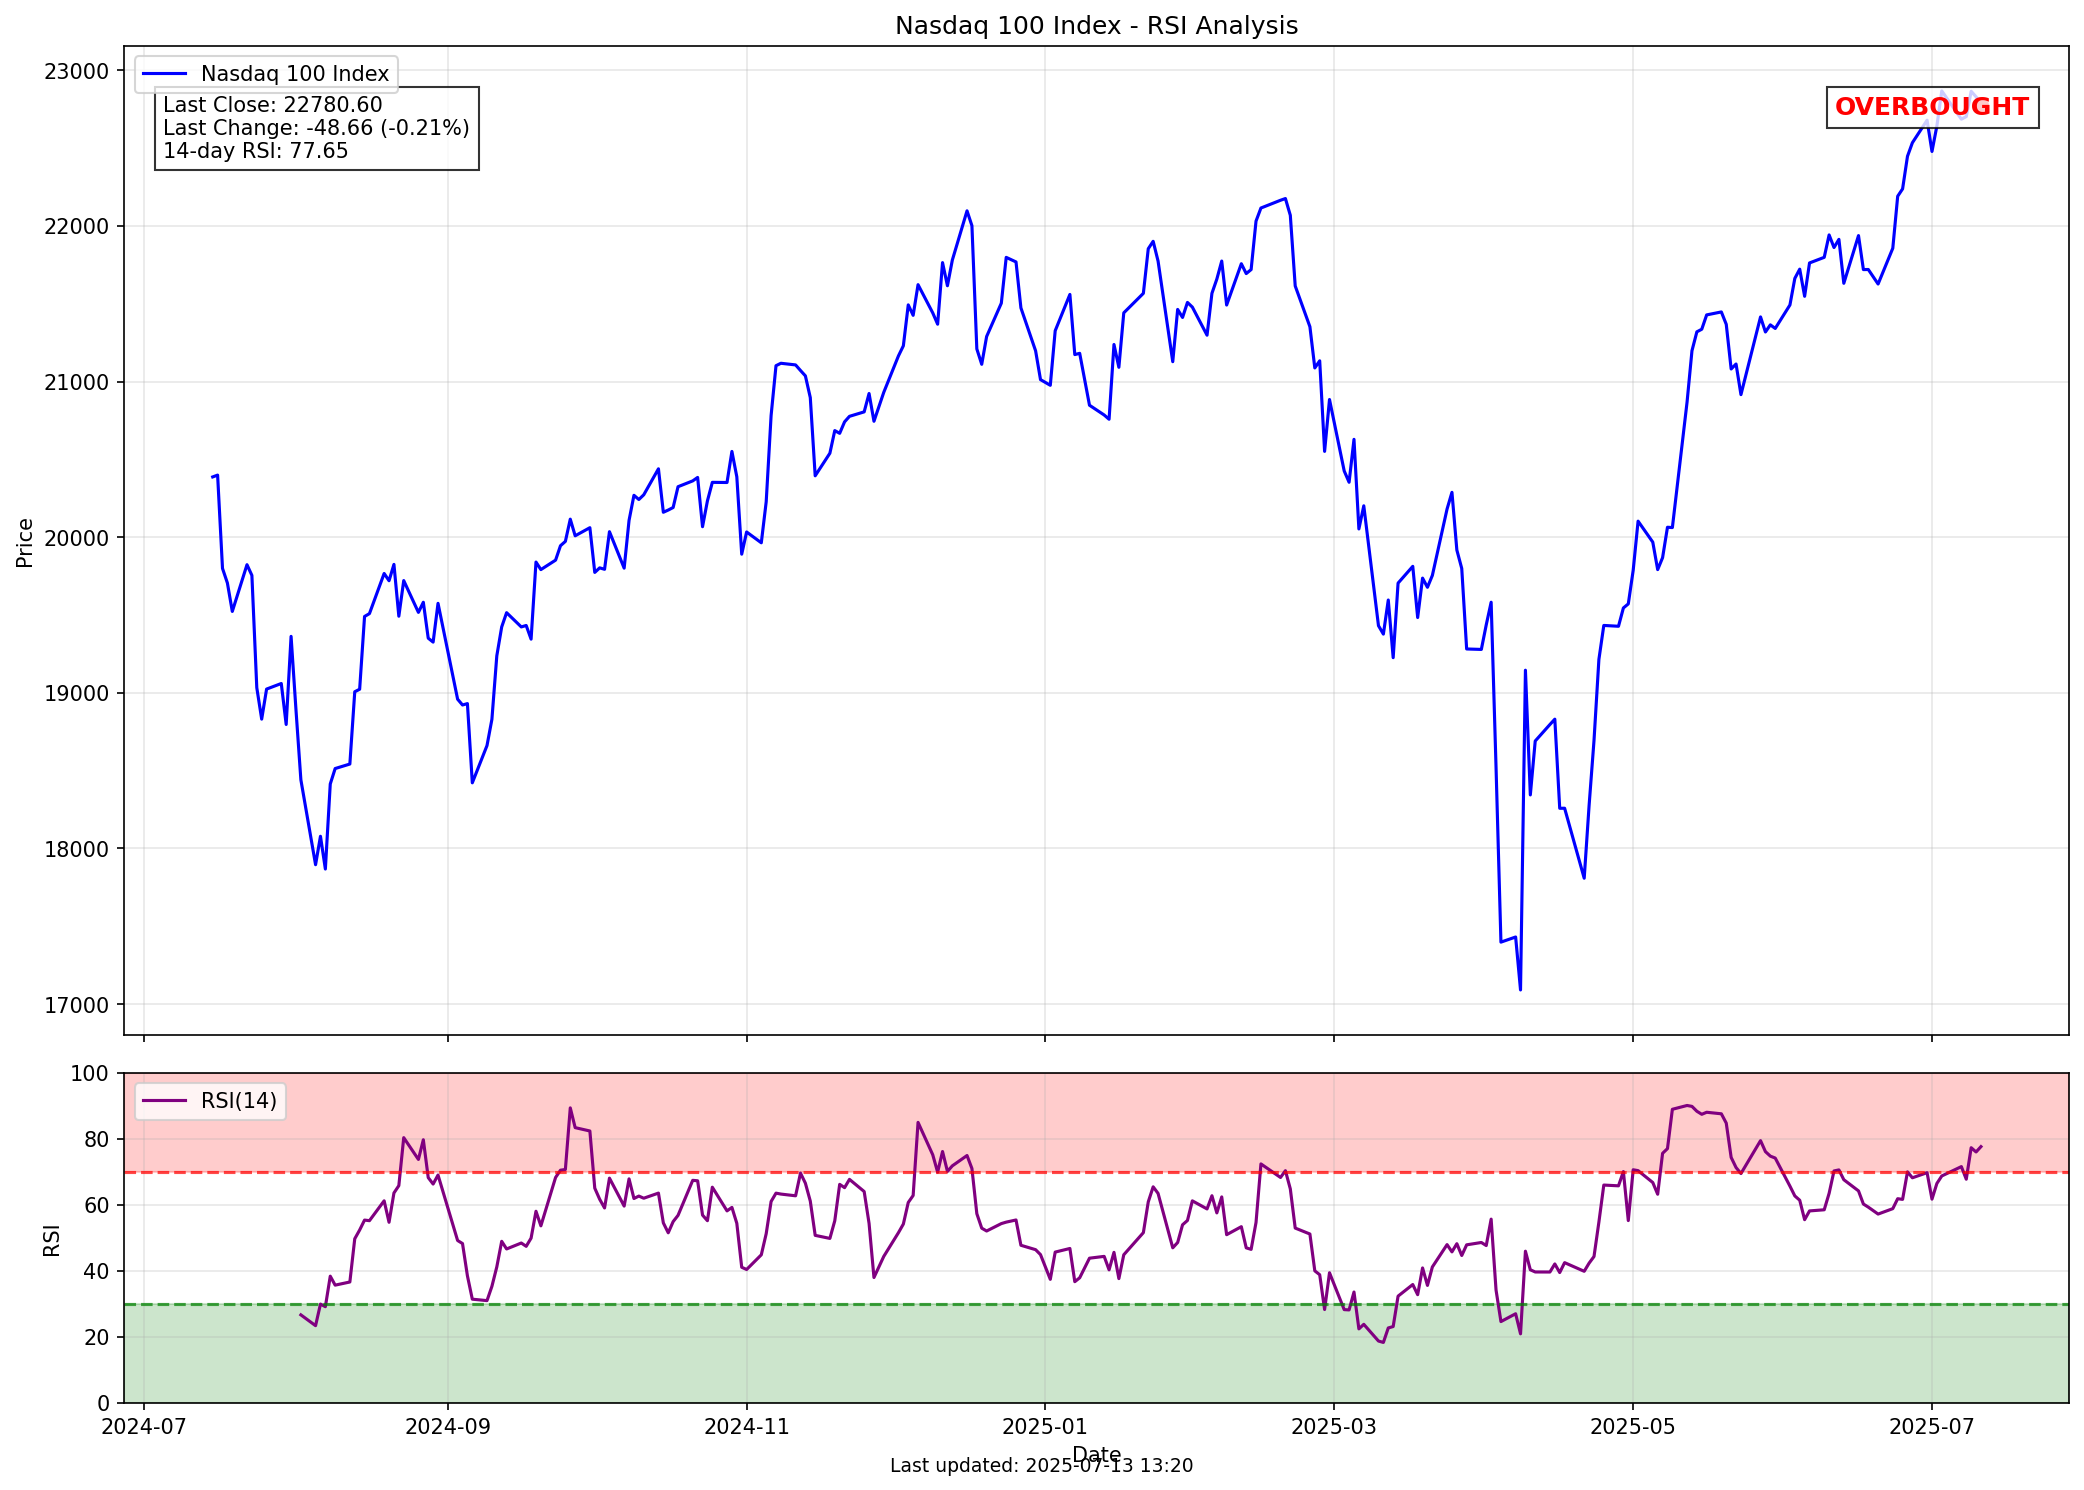 Nasdaq 100 Index - RSI Analysis
Nasdaq 100 Index
Last Close: 22780.60
Last Change: -48.66 (-0.21%)
14-day RSI: 77.65
OVERBOUGHT
Price
23000
22000
21000
20000
19000
18000
17000
RSI(14)
RSI
100
80
60
40
20
0
2024-07 2024-09 2024-11 2025-01 2025-03 2025-05 2025-07
Date
Last updated: 2025-07-13 13:20